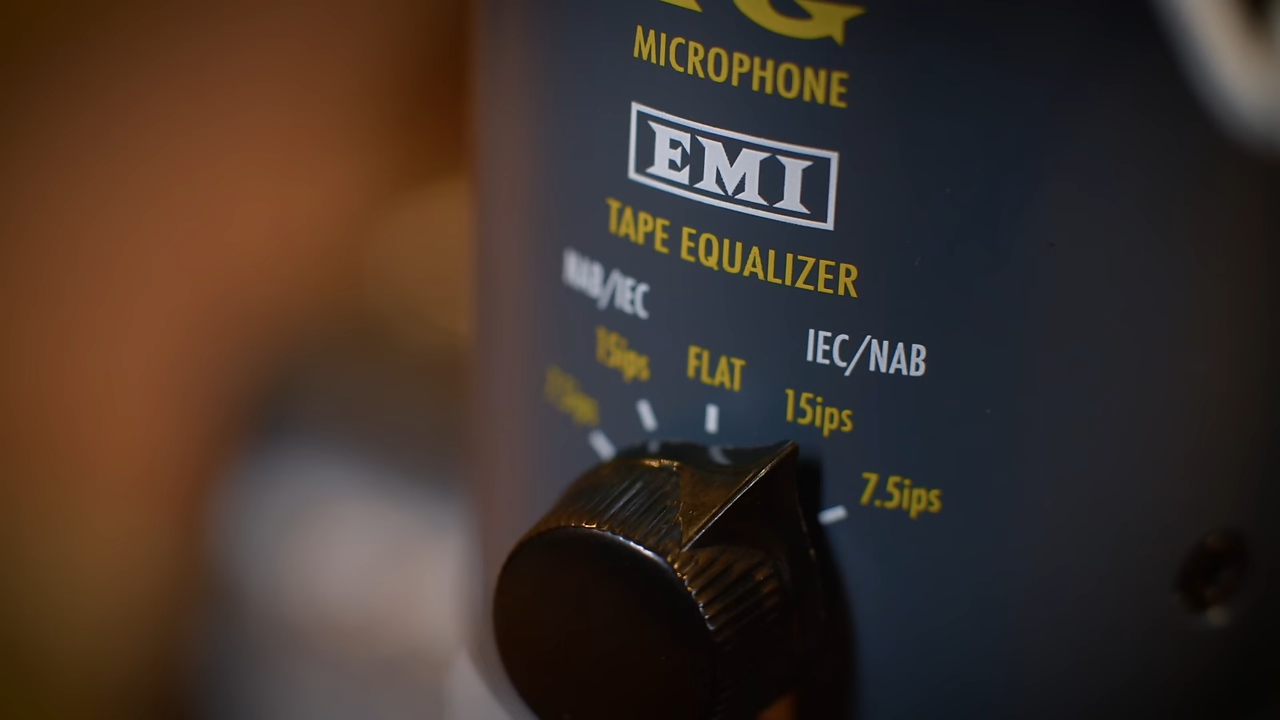 MICROPHONE
EMI
TAPE EQUALIZER
NAB/IEC
IEC/NAB
15ips
FLAT
15ips
7.5ips